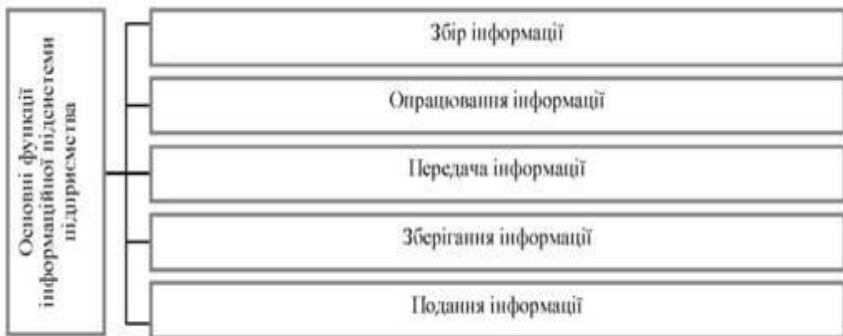 Основні функції
інформаційної підсистеми
підприємства
Збір інформації
Опрацювання інформації
Передача інформації
Зберігання інформації
Подання інформації